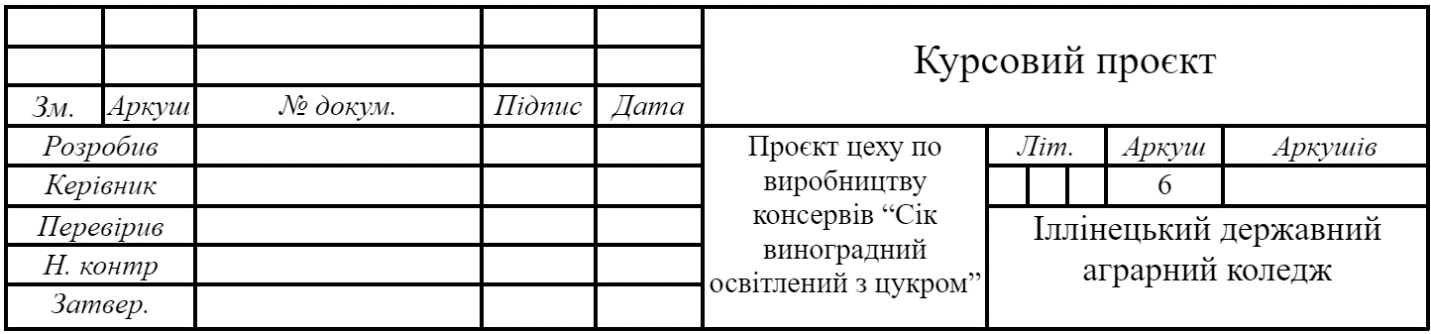 Курсовий проєкт
Зм. Аркуш № докум. Підпис Дата
Розробив
Керівник
Перевірив
Н. контр
Затвер.
Проєкт цеху по
виробництву
консервів “Сік
виноградний
освітлений з цукром”
Літ. Аркуш Аркушів
6
Іллінецький державний
аграрний коледж